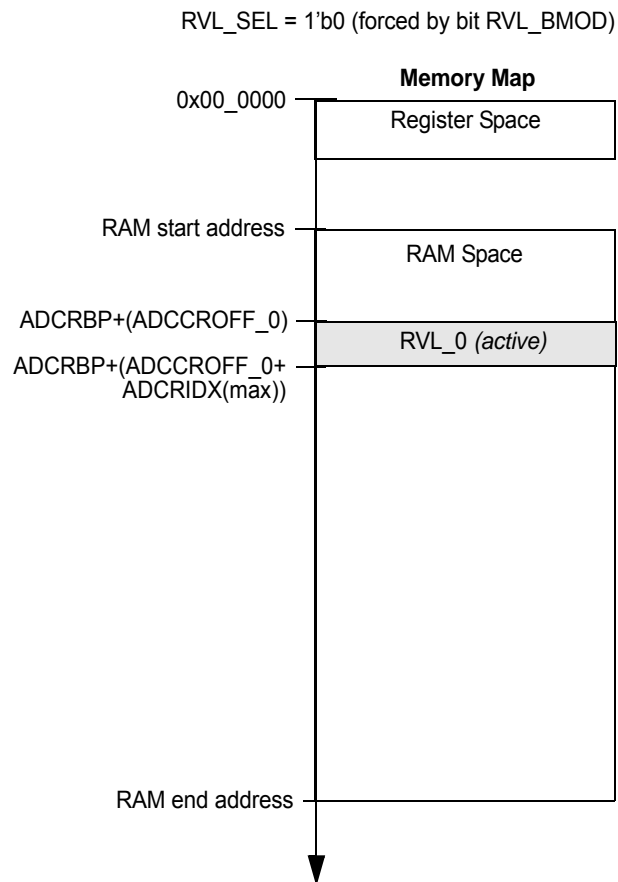 RVL_SEL = 1'b0 (forced by bit RVL_BMOD)
Memory Map
0x00_0000
Register Space
RAM start address
RAM Space
ADCRBP+(ADCCROFF_0)
RVL_0 (active)
ADCRBP+(ADCCROFF_0+
ADCRIDX(max))
RAM end address